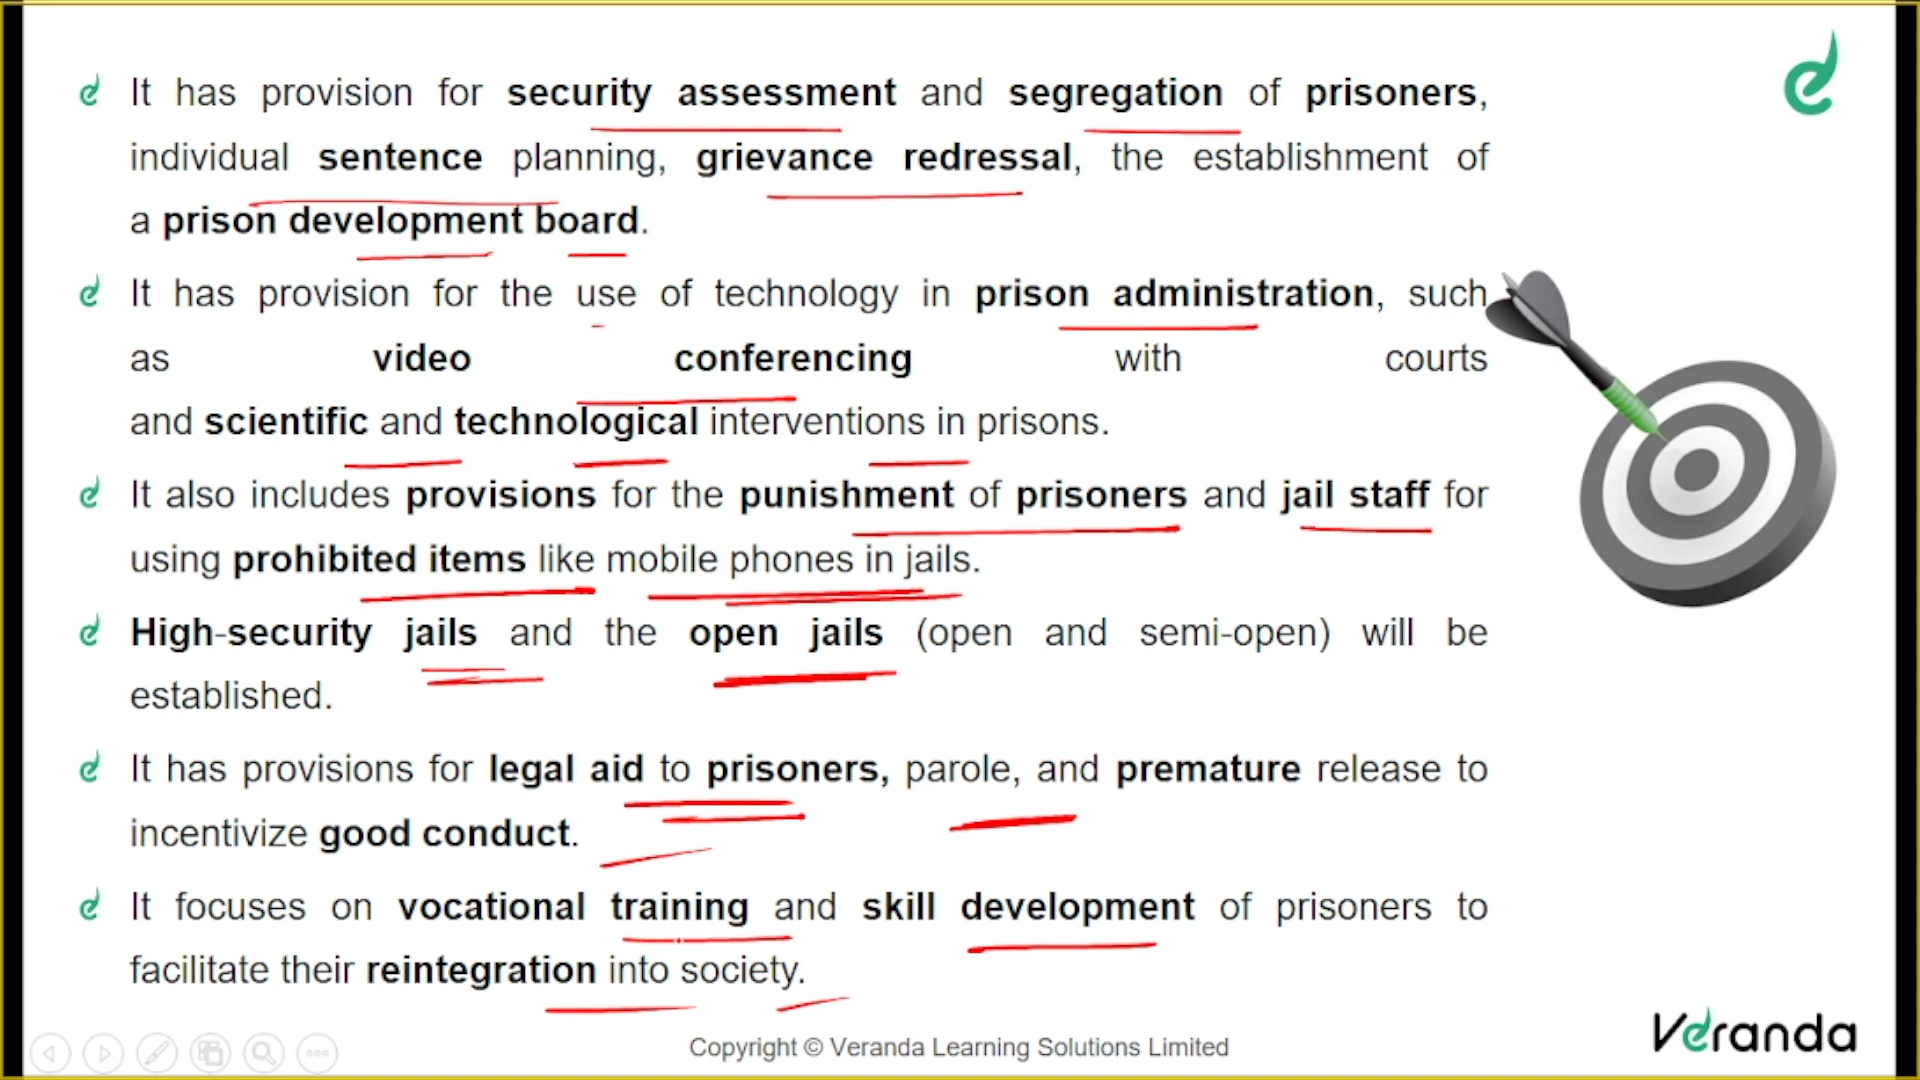 It has provision for security assessment and segregation of prisoners,
individual sentence planning, grievance redressal, the establishment of
a prison development board.
It has provision for the use of technology in prison administration, such
as video conferencing with courts
and scientific and technological interventions in prisons.
It also includes provisions for the punishment of prisoners and jail staff for
using prohibited items like mobile phones in jails.
High-security jails and the open jails (open and semi-open) will be
established.
It has provisions for legal aid to prisoners, parole, and premature release to
incentivize good conduct.
It focuses on vocational training and skill development of prisoners to
facilitate their reintegration into society.
Copyright © Veranda Learning Solutions Limited
Veranda